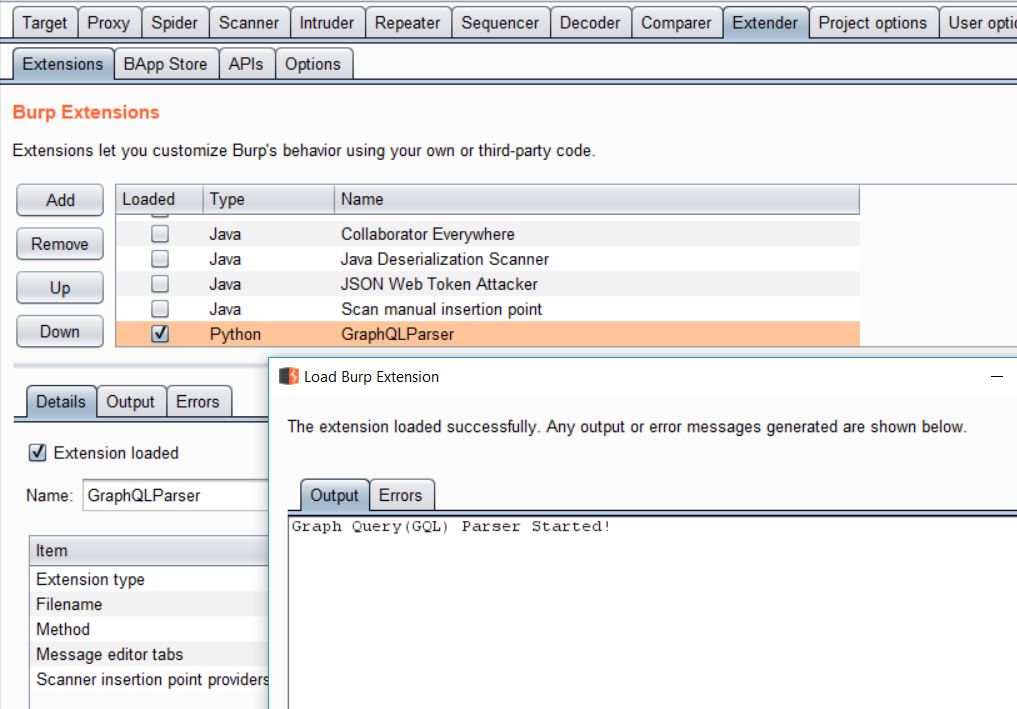 Target Proxy Spider Scanner Intruder Repeater Sequencer Decoder Comparer Extender Project options User opti
Extensions BApp Store APIs Options
Burp Extensions
Extensions let you customize Burp's behavior using your own or third-party code.
Add
Remove
Up
Down
Loaded Type Name
Java Collaborator Everywhere
Java Java Deserialization Scanner
Java JSON Web Token Attacker
Java Scan manual insertion point
Python GraphQLParser
Details Output Errors
Extension loaded
Name: GraphQLParser
Item
Extension type
Filename
Method
Message editor tabs
Scanner insertion point providers
Load Burp Extension
The extension loaded successfully. Any output or error messages generated are shown below.
Output Errors
Graph Query(GQL) Parser Started!